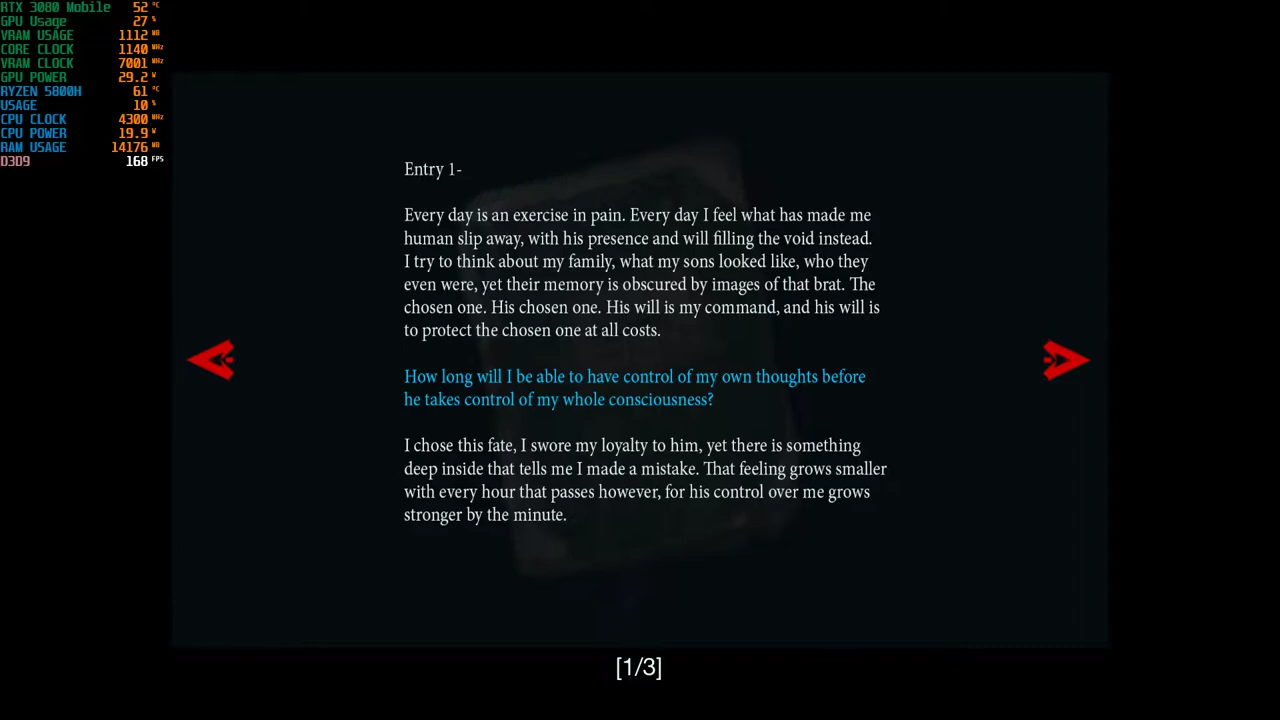 RTX 3080 Mobile 52 °C
GPU Usage 27 %
VRAM USAGE 1112 MB
CORE CLOCK 1140 MHz
VRAM CLOCK 7001 MHz
GPU POWER 29.2 W
RYZEN 5800H 61 °C
USAGE 10 %
CPU CLOCK 4300 MHz
CPU POWER 19.9 W
RAM USAGE 14176 MB
D3D9 168 FPS
Entry 1-
Every day is an exercise in pain. Every day I feel what has made me
human slip away, with his presence and will filling the void instead.
I try to think about my family, what my sons looked like, who they
even were, yet their memory is obscured by images of that brat. The
chosen one. His chosen one. His will is my command, and his will is
to protect the chosen one at all costs.
How long will I be able to have control of my own thoughts before
he takes control of my whole consciousness?
I chose this fate, I swore my loyalty to him, yet there is something
deep inside that tells me I made a mistake. That feeling grows smaller
with every hour that passes however, for his control over me grows
stronger by the minute.
[1/3]